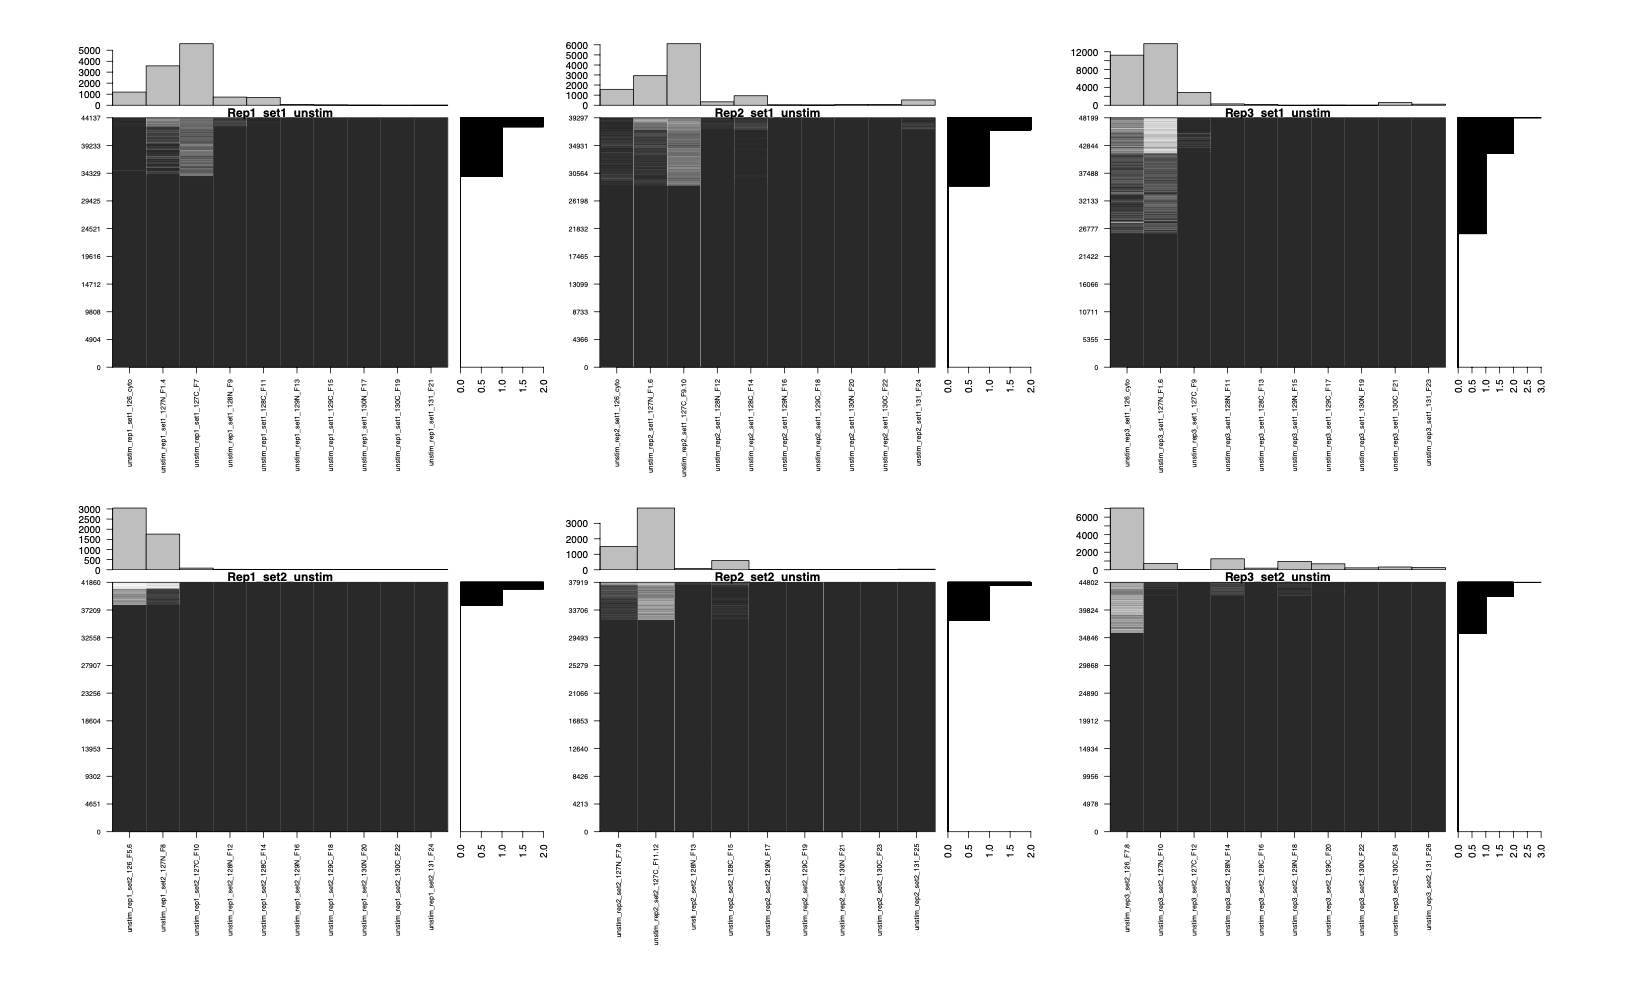 5000
4000
3000
2000
1000
0
Rep1_set1_unstim
44137
39233
34329
29425
24521
19616
14712
9808
4904
0
unstim_rep1_set1_126_cyto
unstim_rep1_set1_127N_F1.4
unstim_rep1_set1_127C_F7
unstim_rep1_set1_128N_F9
unstim_rep1_set1_128C_F11
unstim_rep1_set1_129N_F13
unstim_rep1_set1_129C_F15
unstim_rep1_set1_130N_F17
unstim_rep1_set1_130C_F19
unstim_rep1_set1_131_F21
0.0
0.5
1.0
1.5
2.0
6000
5000
4000
3000
2000
1000
0
Rep2_set1_unstim
39297
34931
30564
26198
21832
17465
13099
8733
4366
0
unstim_rep2_set1_126_cyto
unstim_rep2_set1_127N_F1.6
unstim_rep2_set1_127C_F9.10
unstim_rep2_set1_128N_F12
unstim_rep2_set1_128C_F14
unstim_rep2_set1_129N_F16
unstim_rep2_set1_129C_F18
unstim_rep2_set1_130N_F20
unstim_rep2_set1_130C_F22
unstim_rep2_set1_131_F24
0.0
0.5
1.0
1.5
2.0
12000
8000
4000
0
Rep3_set1_unstim
48199
42844
37488
32133
26777
21422
16066
10711
5355
0
unstim_rep3_set1_126_cyto
unstim_rep3_set1_127N_F1.6
unstim_rep3_set1_127C_F9
unstim_rep3_set1_128N_F11
unstim_rep3_set1_128C_F13
unstim_rep3_set1_129N_F15
unstim_rep3_set1_129C_F17
unstim_rep3_set1_130N_F19
unstim_rep3_set1_130C_F21
unstim_rep3_set1_131_F23
0.0
0.5
1.0
1.5
2.0
2.5
3.0
3000
2500
2000
1500
1000
500
0
Rep1_set2_unstim
41860
37209
32558
27907
23256
18604
13953
9302
4651
0
unstim_rep1_set2_126_F5.6
unstim_rep1_set2_127N_F8
unstim_rep1_set2_127C_F10
unstim_rep1_set2_128N_F12
unstim_rep1_set2_128C_F14
unstim_rep1_set2_129N_F16
unstim_rep1_set2_129C_F18
unstim_rep1_set2_130N_F20
unstim_rep1_set2_130C_F22
unstim_rep1_set2_131_F24
0.0
0.5
1.0
1.5
2.0
3000
2000
1000
0
Rep2_set2_unstim
37919
33706
29493
25279
21066
16853
12640
8426
4213
0
unstim_rep2_set2_127N_F7.8
unstim_rep2_set2_127C_F11.12
unsti_rep2_set2_128N_F13
unstim_rep2_set2_128C_F15
unstim_rep2_set2_129N_F17
unstim_rep2_set2_129C_F19
unstim_rep2_set2_130N_F21
unstim_rep2_set2_130C_F23
unstim_rep2_set2_131_F25
0.0
0.5
1.0
1.5
2.0
6000
4000
2000
0
Rep3_set2_unstim
44802
39824
34846
29868
24890
19912
14934
9956
4978
0
unstim_rep3_set2_126_F7.8
unstim_rep3_set2_127N_F10
unstim_rep3_set2_127C_F12
unstim_rep3_set2_128N_F14
unstim_rep3_set2_128C_F16
unstim_rep3_set2_129N_F18
unstim_rep3_set2_129C_F20
unstim_rep3_set2_130N_F22
unstim_rep3_set2_130C_F24
unstim_rep3_set2_131_F26
0.0
0.5
1.0
1.5
2.0
2.5
3.0